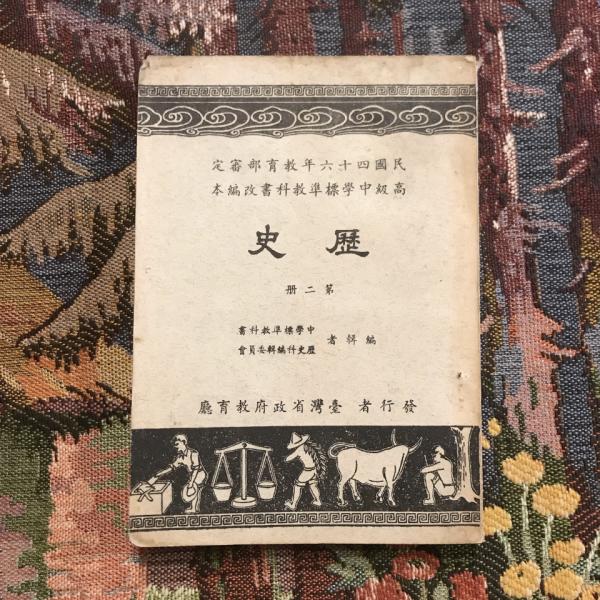 民國四十六年教育部審定
高級中學標準教科書改編本
歷史
第二册
編輯者
中學標準教科書
歷史科編輯委員會
發行者 臺灣省政府教育廳